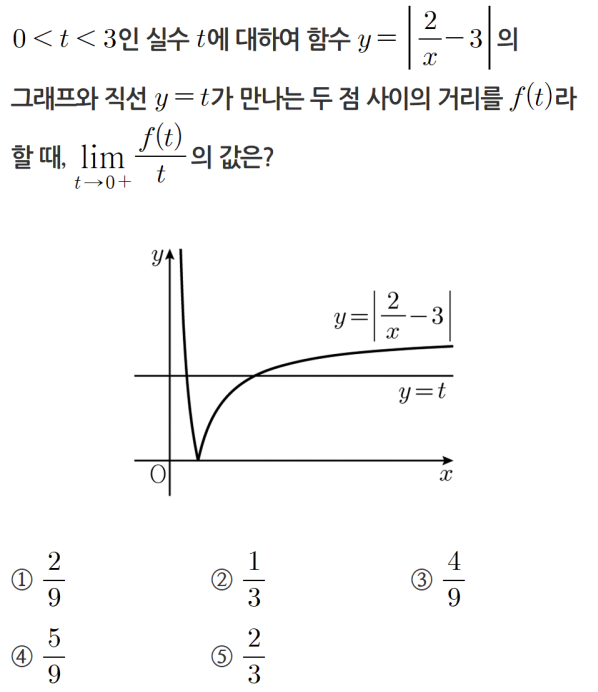 0 < t < 3인 실수 t에 대하여 함수 y = |2/x − 3|의
그래프와 직선 y = t가 만나는 두 점 사이의 거리를 f(t)라
할 때, lim_{t→0+} f(t)/t 의 값은?
y
y = |2/x − 3|
y = t
O
x
① 2/9 ② 1/3 ③ 4/9
④ 5/9 ⑤ 2/3